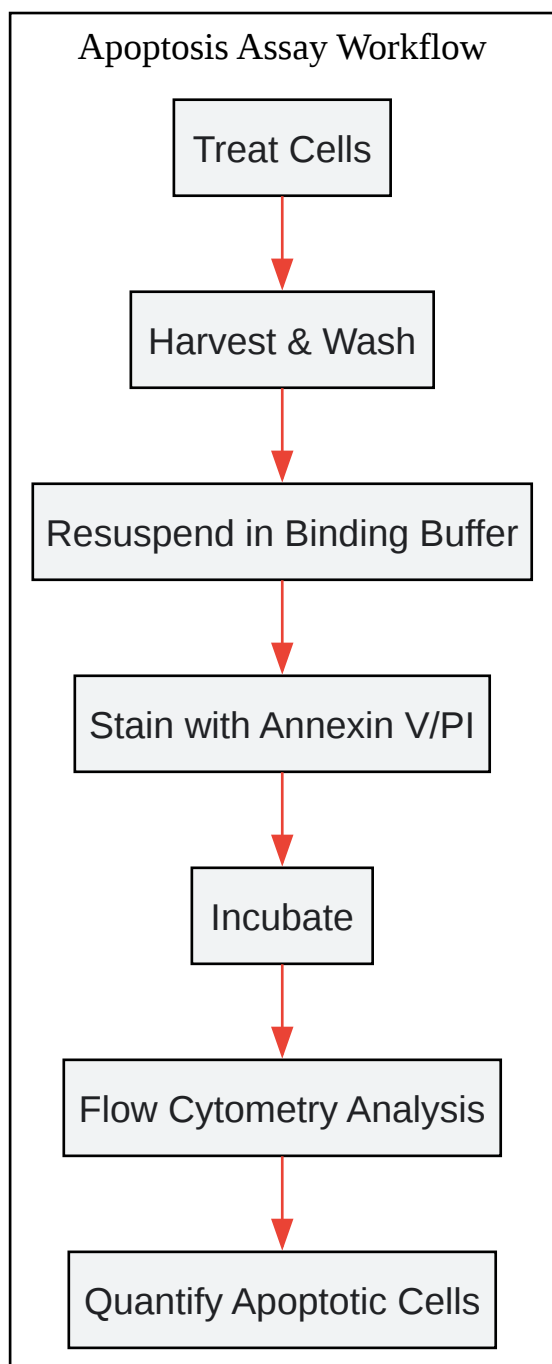 Apoptosis Assay Workflow
Treat Cells
Harvest & Wash
Resuspend in Binding Buffer
Stain with Annexin V/PI
Incubate
Flow Cytometry Analysis
Quantify Apoptotic Cells